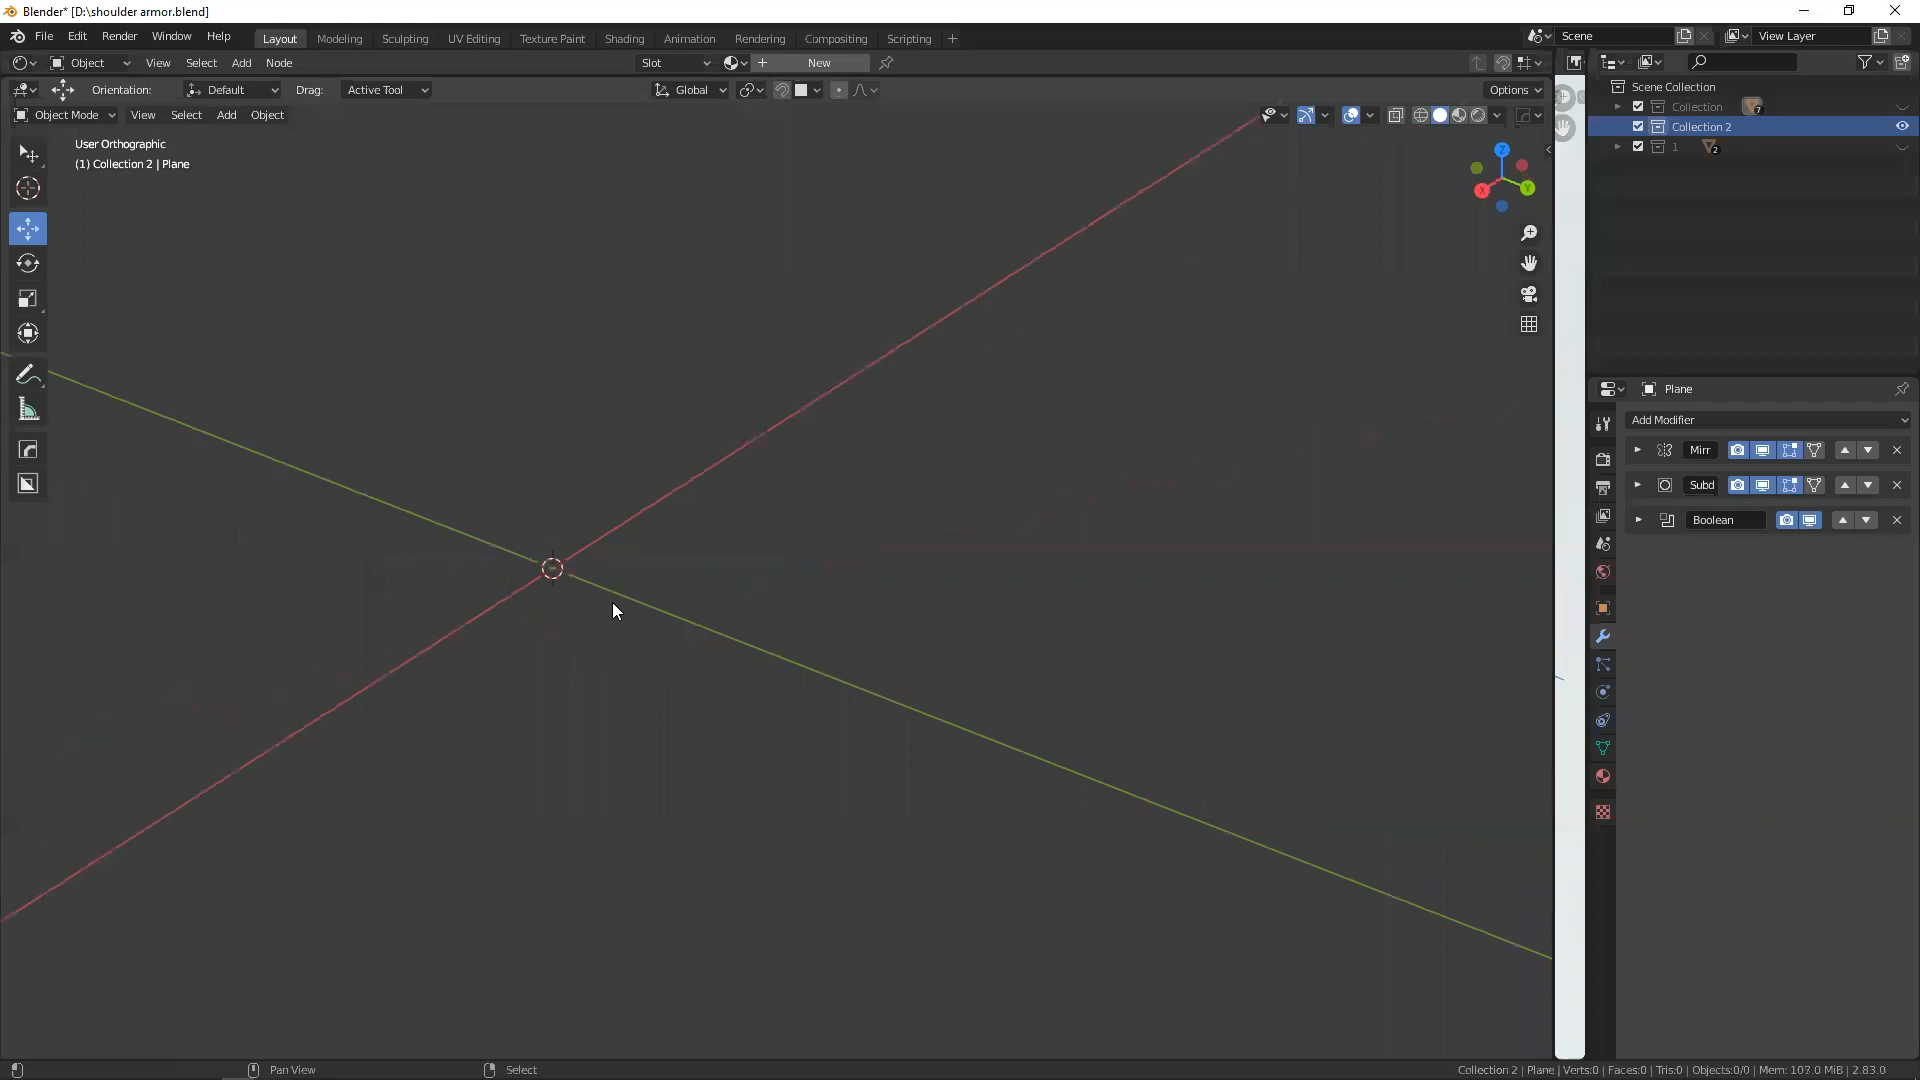 Blender* [D:\shoulder armor.blend]
File Edit Render Window Help Layout Modeling Sculpting UV Editing Texture Paint Shading Animation Rendering Compositing Scripting Scene View Layer
Object View Select Add Node Slot New
Orientation: Default Drag: Active Tool Global Options
Object Mode View Select Add Object
User Orthographic
(1) Collection 2 | Plane
Z
X
Y
Scene Collection
Collection 7
Collection 2
1 2
Plane
Add Modifier
Mirr
Subd
Boolean
Pan View Select Collection 2 | Plane | Verts:0 | Faces:0 | Tris:0 | Objects:0/0 | Mem: 107.0 MiB | 2.83.0